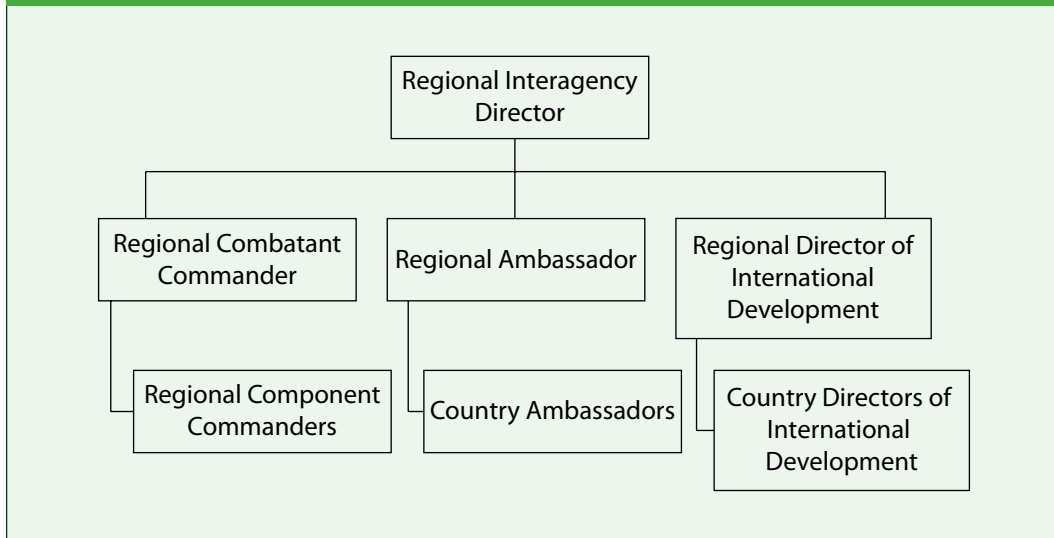 Regional Interagency
Director
Regional Combatant
Commander
Regional Ambassador
Regional Director of
International
Development
Regional Component
Commanders
Country Ambassadors
Country Directors of
International
Development